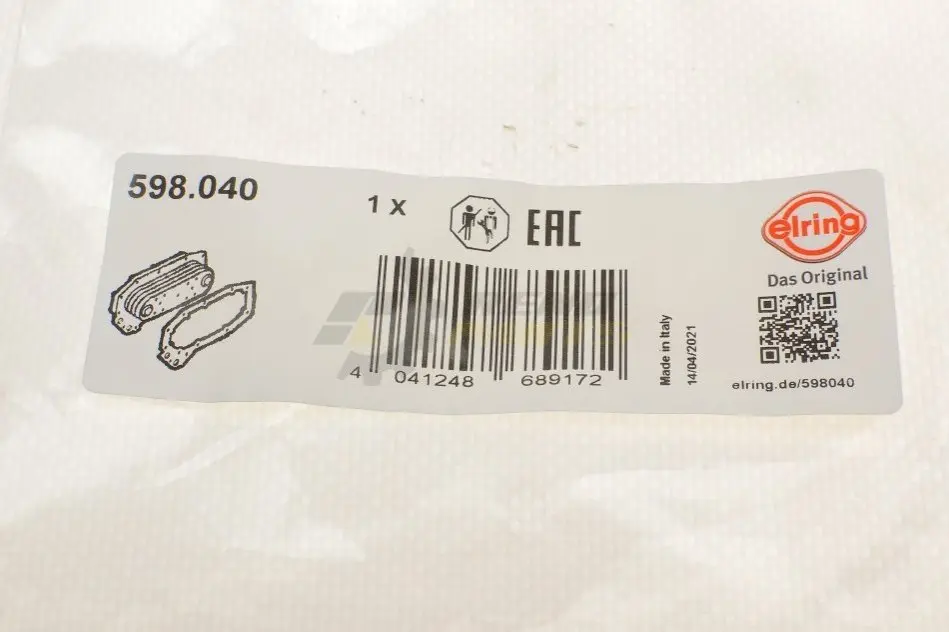 598.040
1 X
EAC
elring
Das Original
4 041248 689172
Made in Italy
14/04/2021
elring.de/598040